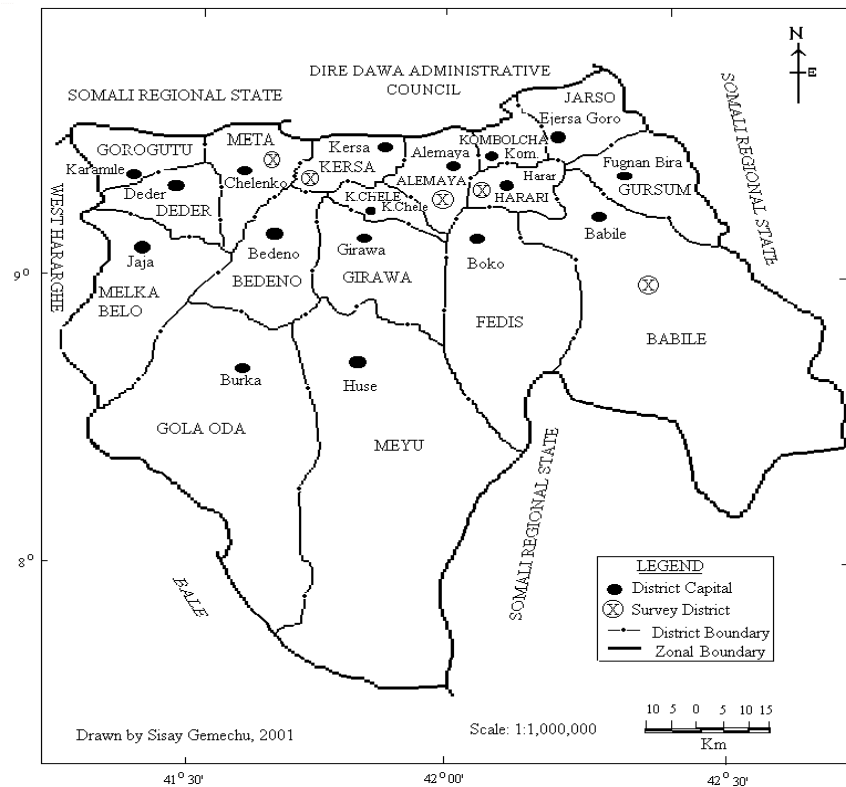 N
E
DIRE DAWA ADMINISTRATIVE
COUNCIL
SOMALI REGIONAL STATE
SOMALI REGIONAL STATE
JARSO
Ejersa Goro
META
GOROGUTU
Kersa
KERSA
Alemaya
ALEMAYA
KOMBOLCHA
Kom.
Harar
HARARI
Fugnan Bira
GURSUM
Karamile
Deder
DEDER
Chelenko
K.CHELE
K.Chele
WEST HARARGHE
Babile
Jaja
Bedeno
BEDENO
Girawa
GIRAWA
Boko
9°
MELKA
BELO
FEDIS
BABILE
Burka
Huse
GOLA ODA
MEYU
SOMALI REGIONAL STATE
8°
BALE
LEGEND
District Capital
X Survey District
District Boundary
Zonal Boundary
X
X
X
X
X
10 5 0 5 10 15
Km
Drawn by Sisay Gemechu, 2001
Scale: 1:1,000,000
41° 30'
42° 00'
42° 30'